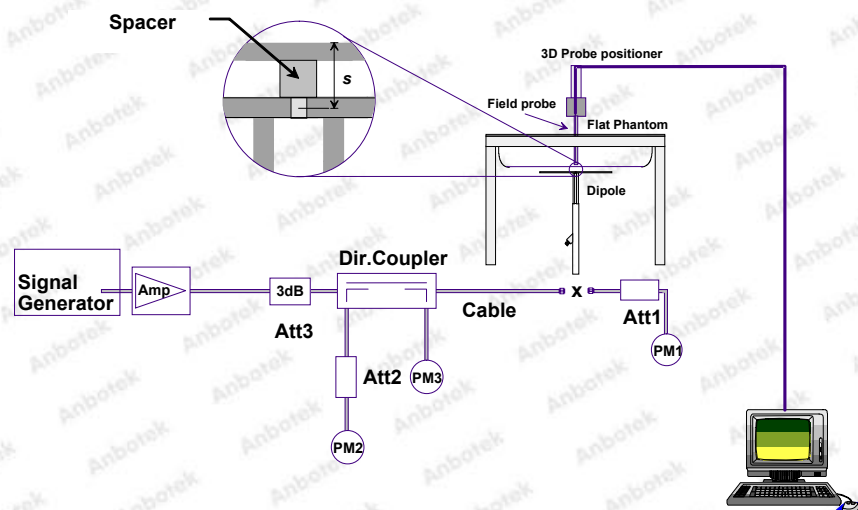 Spacer
s
3D Probe positioner
Field probe
Flat Phantom
Dipole
Signal
Generator
Amp
3dB
Att3
Dir.Coupler
Cable
x
Att1
PM1
Att2
PM3
PM2
Anbotek